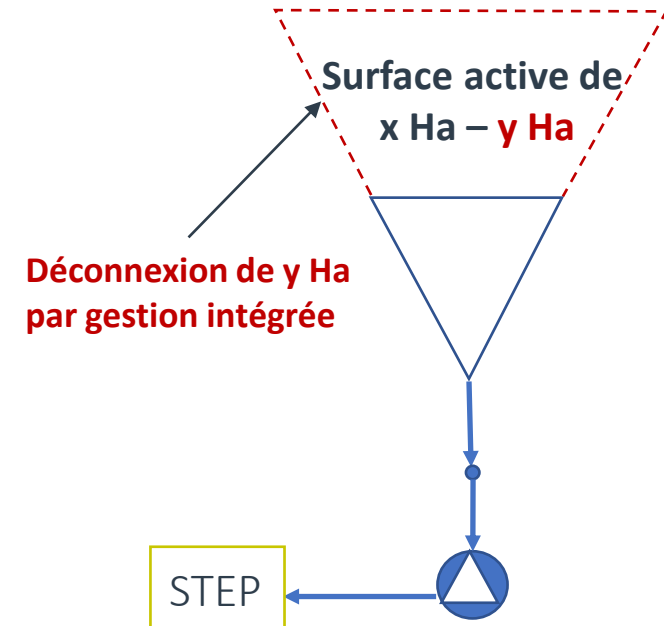 Surface active de
x Ha – y Ha
Déconnexion de y Ha
par gestion intégrée
STEP